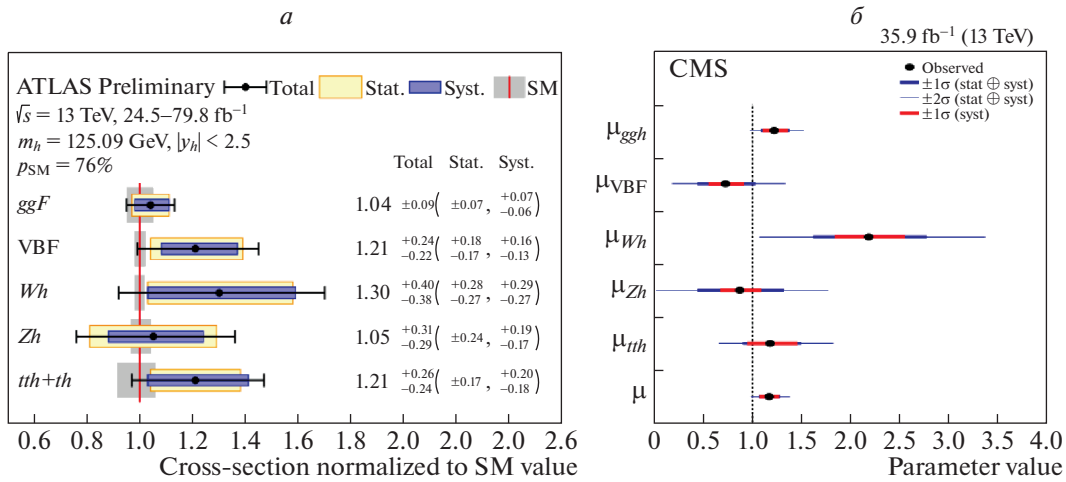 а
ATLAS Preliminary Total Stat. Syst. SM
√s = 13 TeV, 24.5–79.8 fb⁻¹
m_h = 125.09 GeV, |y_h| < 2.5
p_SM = 76%
Total Stat. Syst.
ggF 1.04 ±0.09 ( ±0.07 , +0.07 −0.06 )
VBF 1.21 +0.24 −0.22 ( +0.18 −0.17 , +0.16 −0.13 )
Wh 1.30 +0.40 −0.38 ( +0.28 −0.27 , +0.29 −0.27 )
Zh 1.05 +0.31 −0.29 ( ±0.24 , +0.19 −0.17 )
tth+th 1.21 +0.26 −0.24 ( ±0.17 , +0.20 −0.18 )
0.6 1.0 1.4 1.6 1.8 2.0 2.0 2.2 2.6
Cross-section normalized to SM value
б
35.9 fb⁻¹ (13 TeV)
CMS
Observed
±1σ (stat ⊕ syst)
±2σ (stat ⊕ syst)
±1σ (syst)
μ_ggh
μ_VBF
μ_Wh
μ_Zh
μ_tth
μ
0 0.5 1.0 1.5 2.0 2.5 3.0 3.5 4.0
Parameter value